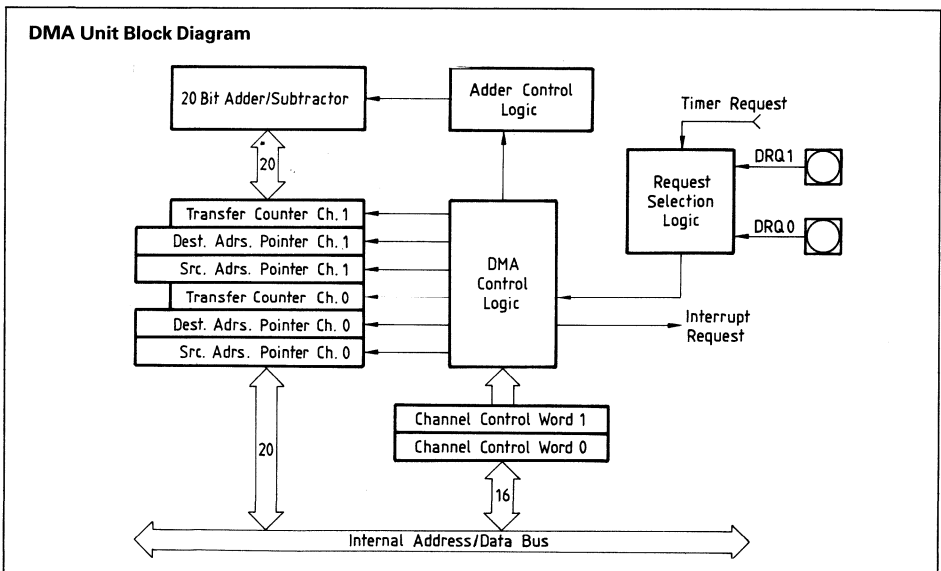 DMA Unit Block Diagram
20 Bit Adder/Subtractor
Adder Control
Logic
Timer Request
20
Request
Selection
Logic
DRQ1
DRQ0
Transfer Counter Ch. 1
Dest. Adrs. Pointer Ch. 1
Src. Adrs. Pointer Ch. 1
Transfer Counter Ch. 0
Dest. Adrs. Pointer Ch. 0
Src. Adrs. Pointer Ch. 0
DMA
Control
Logic
Interrupt
Request
Channel Control Word 1
Channel Control Word 0
20
16
Internal Address/Data Bus